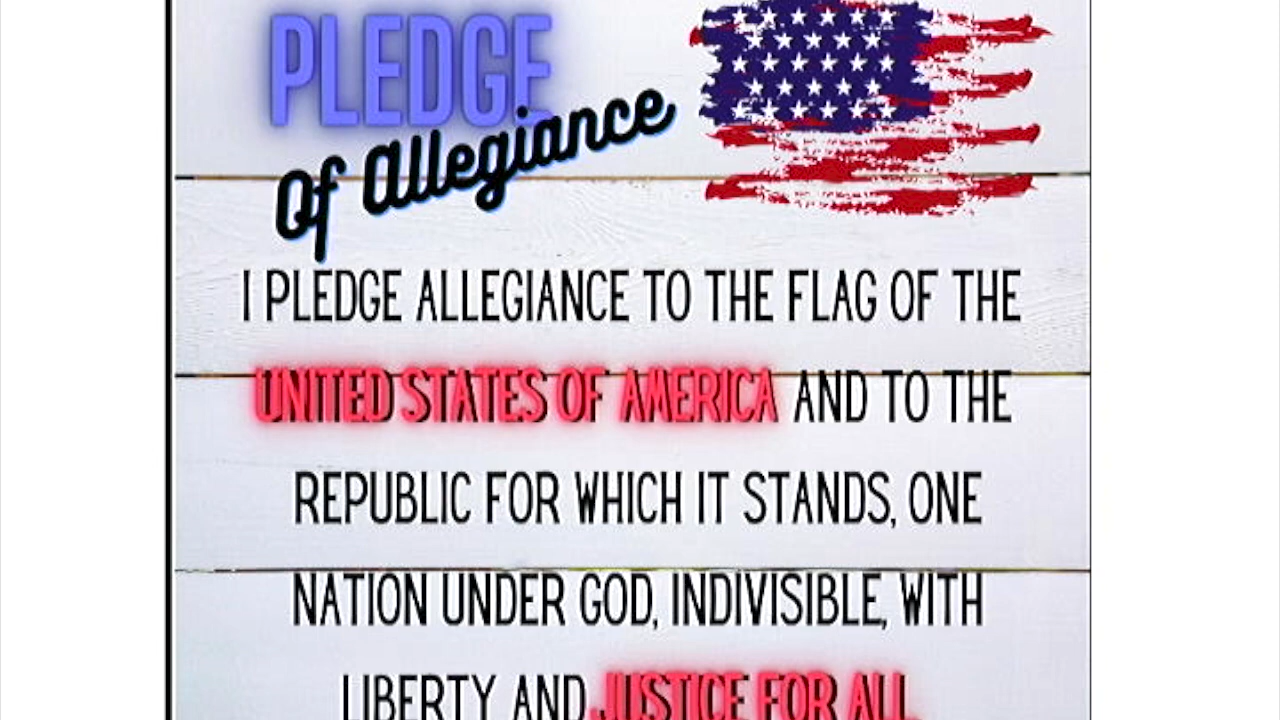 PLEDGE
Of Allegiance
I PLEDGE ALLEGIANCE TO THE FLAG OF THE
UNITED STATES OF AMERICA AND TO THE
REPUBLIC FOR WHICH IT STANDS, ONE
NATION UNDER GOD, INDIVISIBLE, WITH
LIBERTY AND JUSTICE FOR ALL